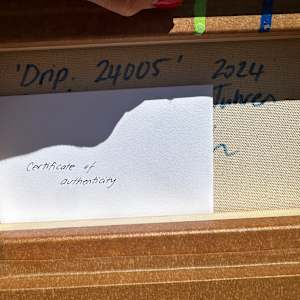 'Drip. 24005' 2024
Certificate of
authenticity